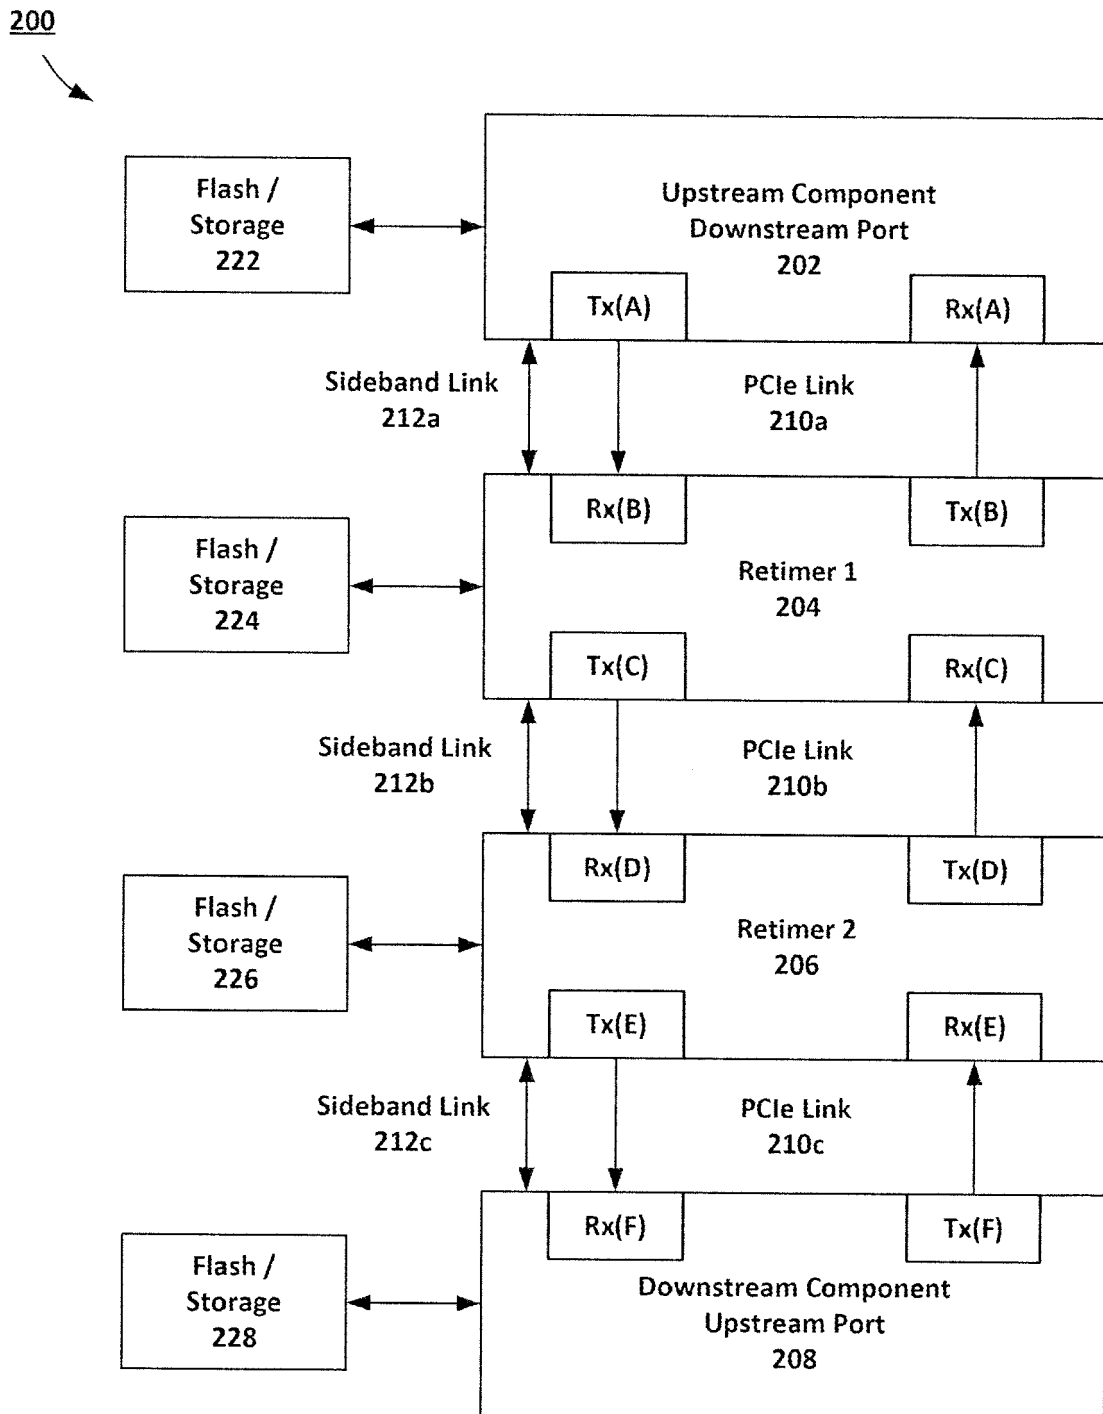 200
Flash /
Storage
222
Upstream Component
Downstream Port
202
Tx(A)
Rx(A)
Sideband Link
212a
PCIe Link
210a
Rx(B)
Tx(B)
Flash /
Storage
224
Retimer 1
204
Tx(C)
Rx(C)
Sideband Link
212b
PCIe Link
210b
Rx(D)
Tx(D)
Flash /
Storage
226
Retimer 2
206
Tx(E)
Rx(E)
Sideband Link
212c
PCIe Link
210c
Rx(F)
Tx(F)
Flash /
Storage
228
Downstream Component
Upstream Port
208